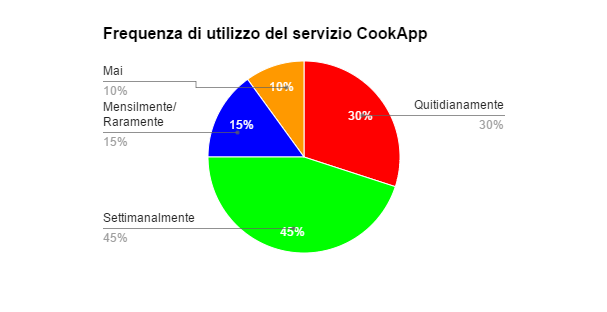 Frequenza di utilizzo del servizio CookApp
Mai
10%
10%
Mensilmente/
Raramente
15%
15%
Quitidianamente
30%
30%
Settimanalmente
45%
45%